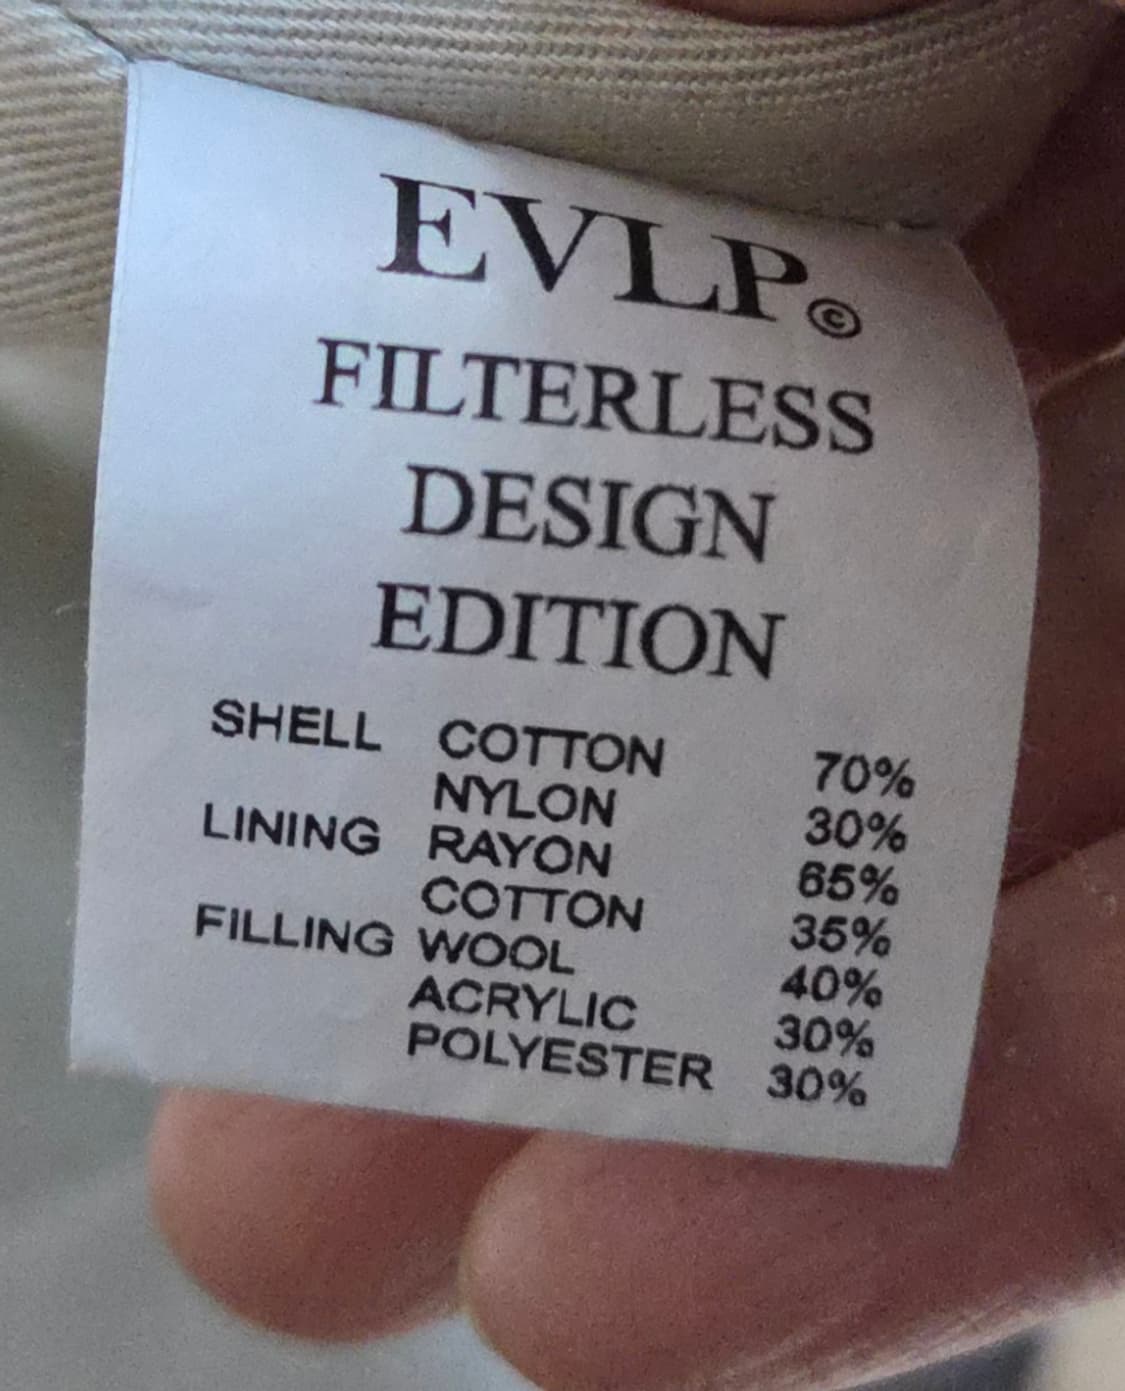 EVLP©
FILTERLESS
DESIGN
EDITION
SHELL COTTON 70%
NYLON 30%
LINING RAYON 65%
COTTON 35%
FILLING WOOL 40%
ACRYLIC 30%
POLYESTER 30%